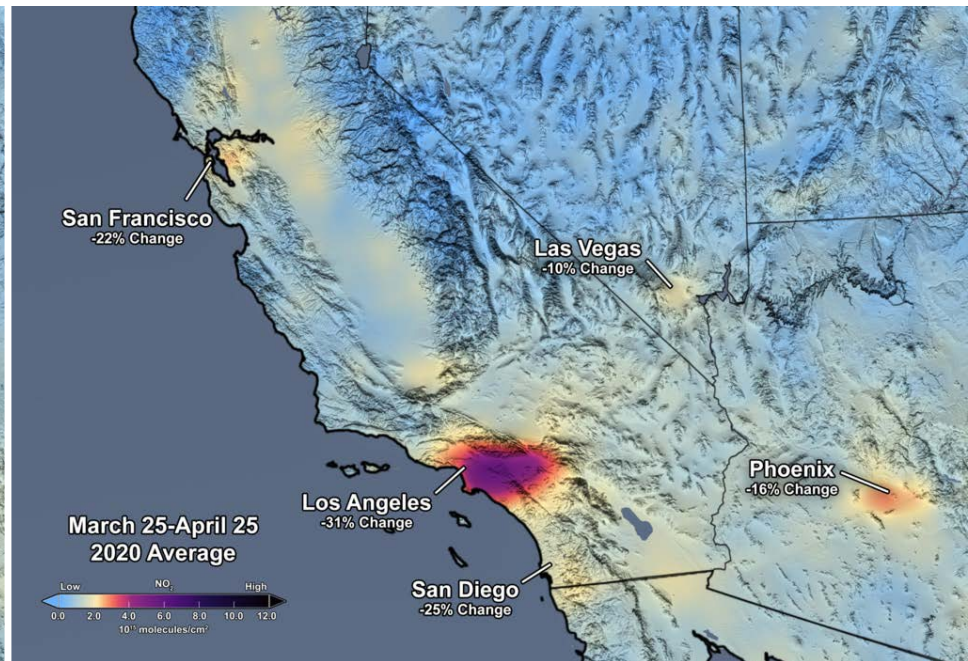 San Francisco
-22% Change
Las Vegas
-10% Change
Phoenix
-16% Change
Los Angeles
-31% Change
San Diego
-25% Change
March 25-April 25
2020 Average
Low NO₂ High
0.0 2.0 4.0 6.0 8.0 10.0 12.0
10¹⁵ molecules/cm²